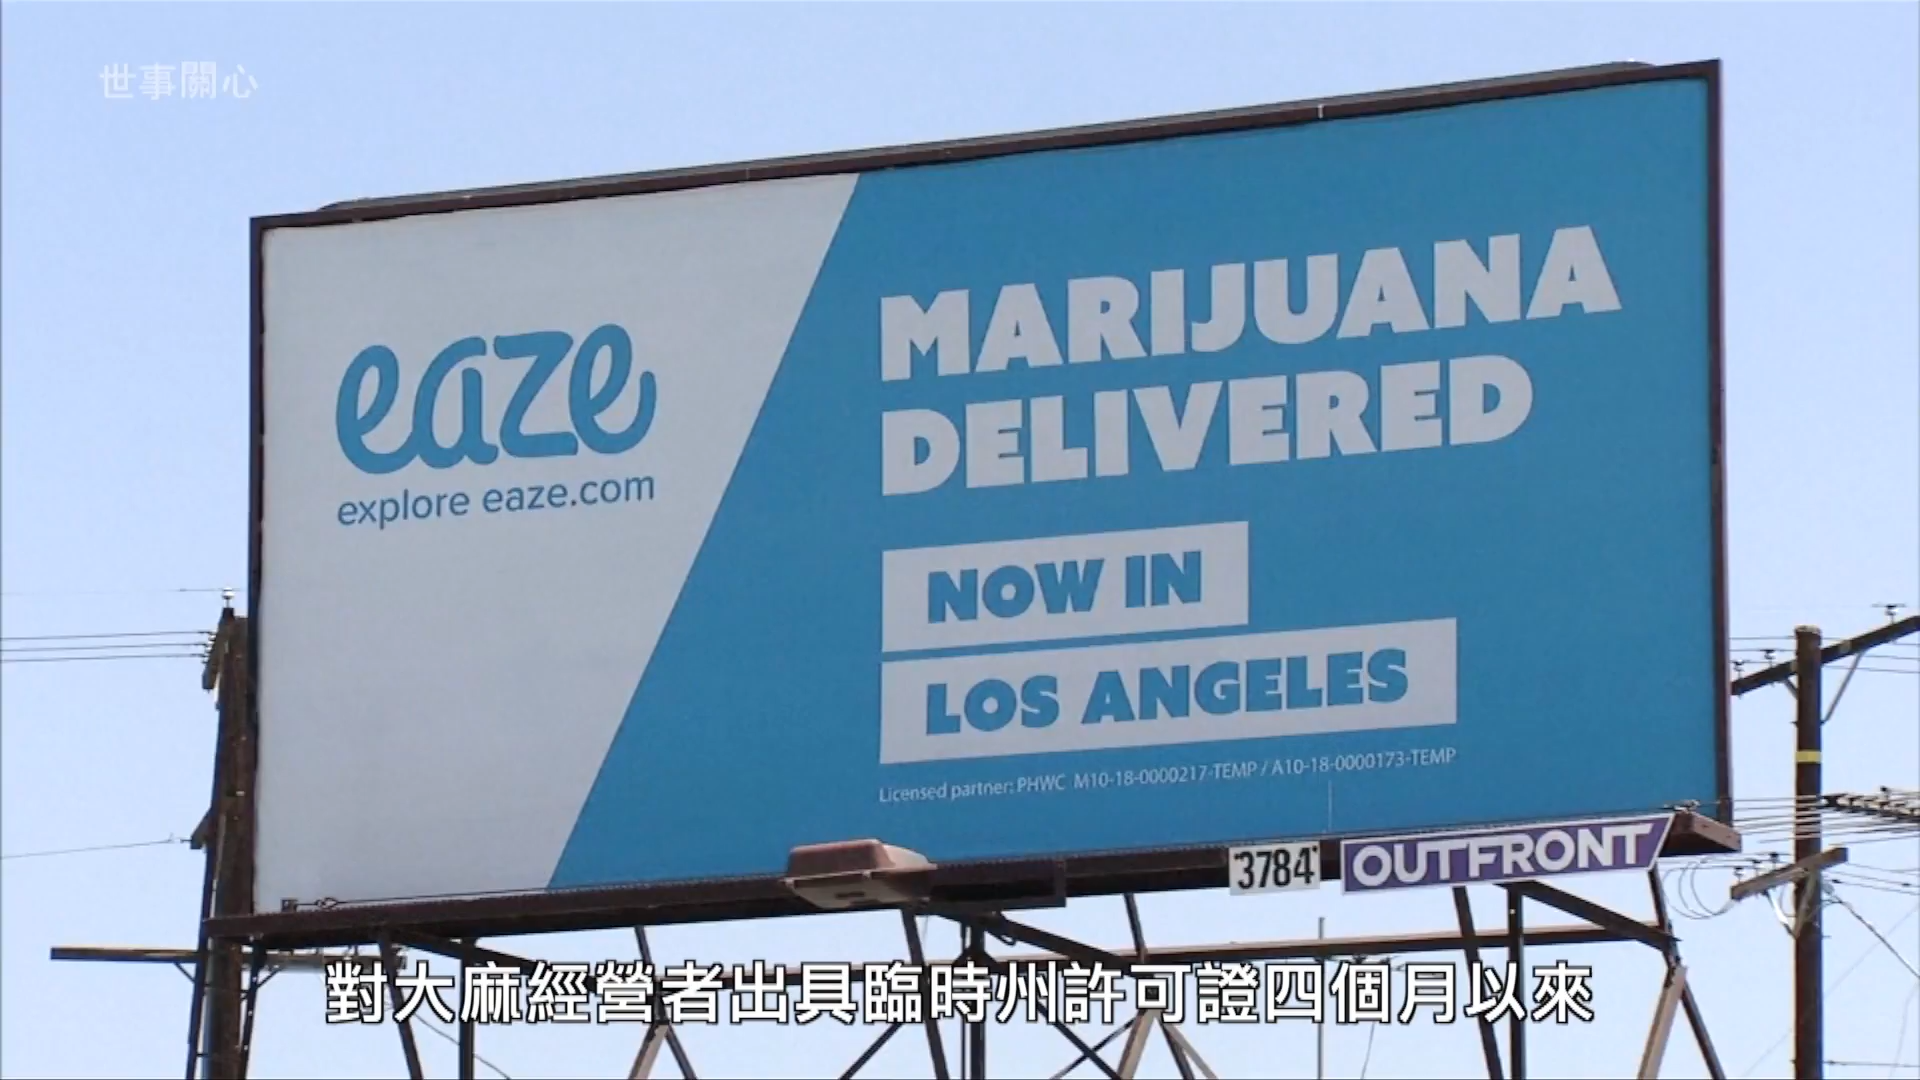 世事關心
eaze
explore eaze.com
MARIJUANA
DELIVERED
NOW IN
LOS ANGELES
Licensed partner: PHWC M10-18-0000217-TEMP / A10-18-0000173-TEMP
3784
OUTFRONT
對大麻經營者出具臨時州許可證四個月以來